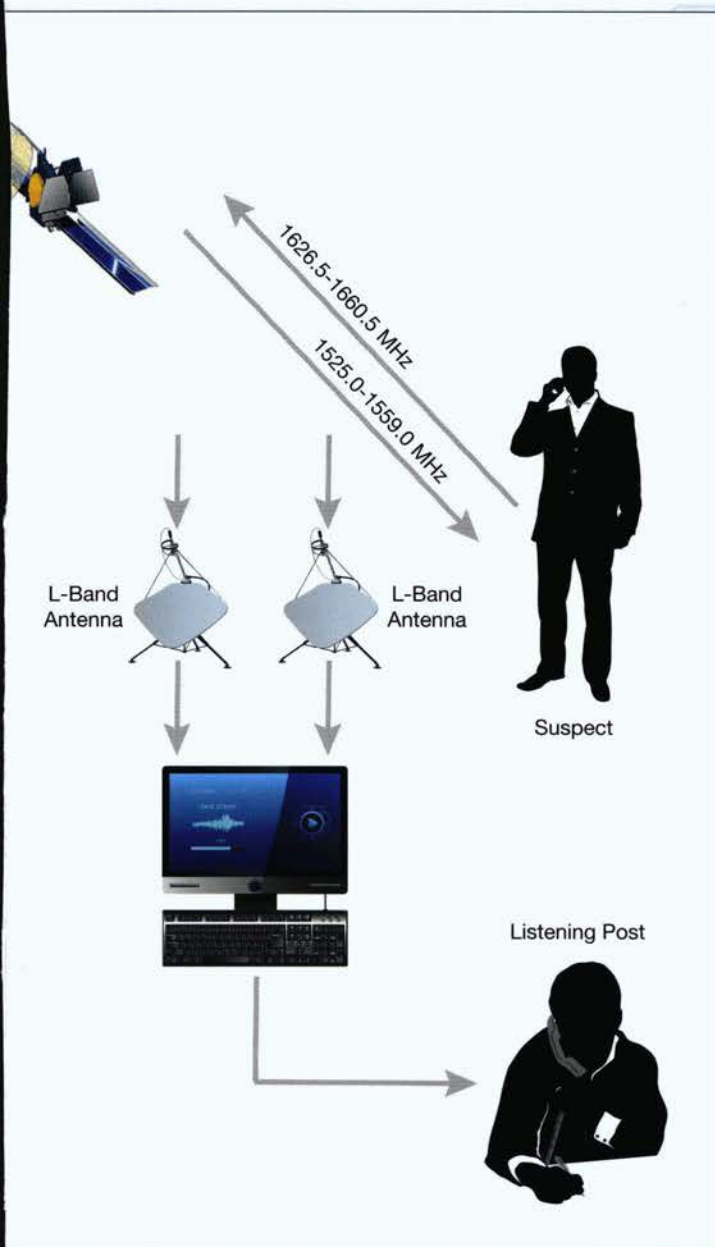 1626.5-1660.5 MHz
1525.0-1559.0 MHz
L-Band
Antenna
L-Band
Antenna
Suspect
Listening Post